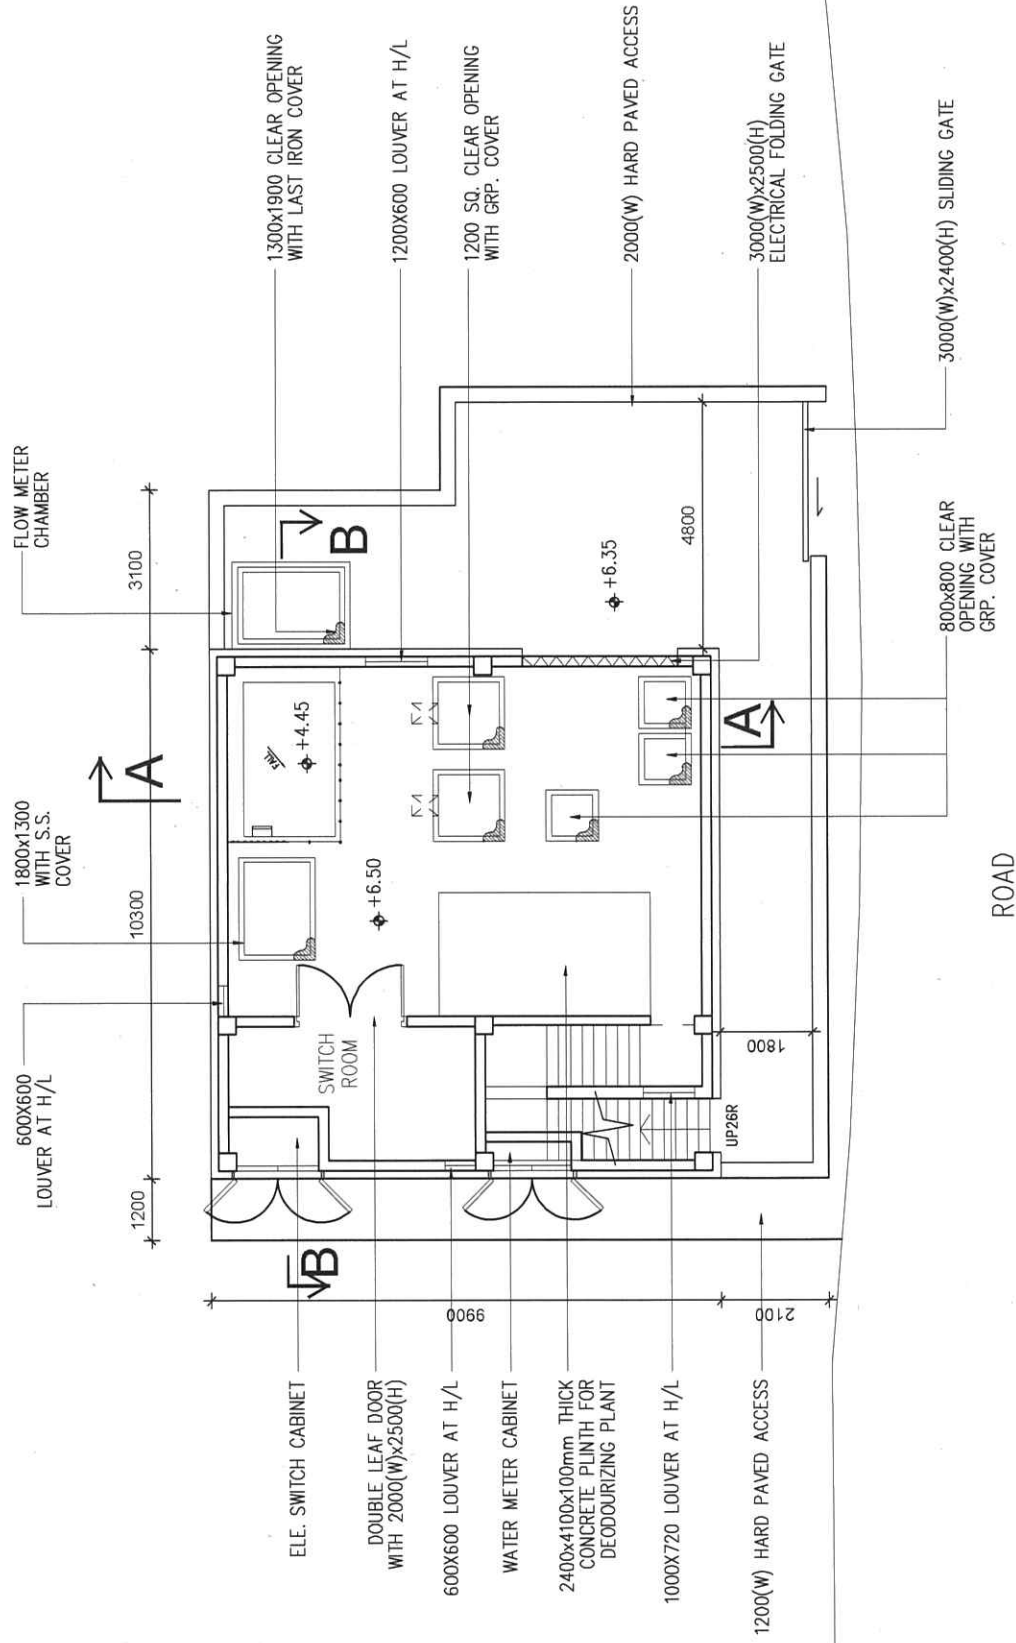 FLOW METER
CHAMBER
1300x1900 CLEAR OPENING
WITH LAST IRON COVER
1200X600 LOUVER AT H/L
1200 SQ. CLEAR OPENING
WITH GRP. COVER
2000(W) HARD PAVED ACCESS
3000(W)x2500(H)
ELECTRICAL FOLDING GATE
3000(W)x2400(H) SLIDING GATE
800x800 CLEAR
OPENING WITH
GRP. COVER
1800x1300
WITH S.S.
COVER
600X600
LOUVER AT H/L
1200
10300
3100
A
A
B
B
FALL
+4.45
+6.50
+6.35
4800
1800
SWITCH
ROOM
UP26R
9900
2100
ELE. SWITCH CABINET
DOUBLE LEAF DOOR
WITH 2000(W)x2500(H)
600X600 LOUVER AT H/L
WATER METER CABINET
2400x4100x100mm THICK
CONCRETE PLINTH FOR
DEODOURIZING PLANT
1000X720 LOUVER AT H/L
1200(W) HARD PAVED ACCESS
ROAD